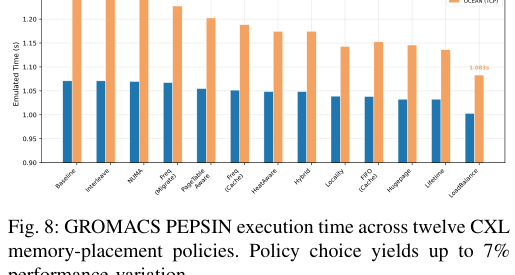 OCEAN (TCP)
1.20
1.15
1.10
1.05
1.00
0.95
0.90
Emulated Time (s)
1.083s
Baseline
Interleave
NUMA
Freq
(Migrate)
PageTable
Aware
Freq
(Cache)
HeatAware
Hybrid
Locality
FIFO
(Cache)
Hugepage
Lifetime
LoadBalance
Fig. 8: GROMACS PEPSIN execution time across twelve CXL
memory-placement policies. Policy choice yields up to 7%
performance variation.